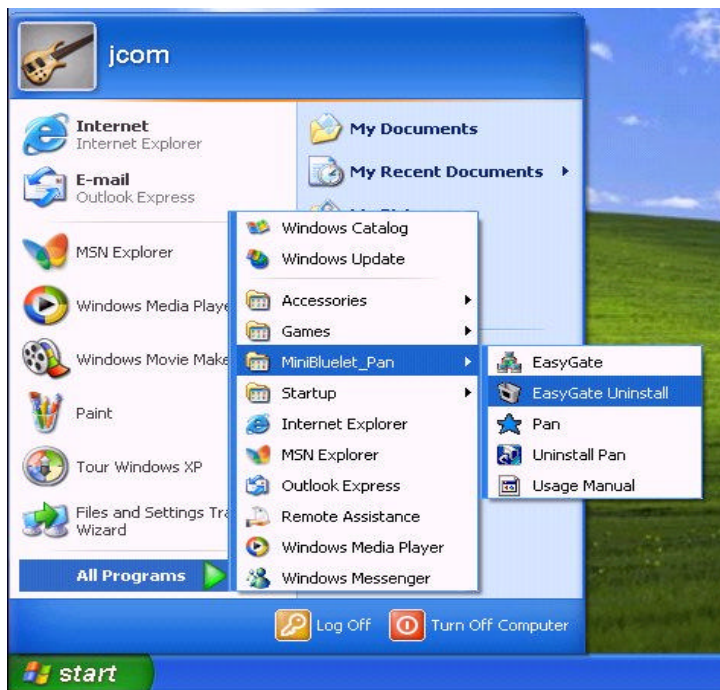 jcom
Internet
Internet Explorer
E-mail
Outlook Express
MSN Explorer
Windows Media Playe
Windows Movie Make
Paint
Tour Windows XP
Files and Settings Tra
Wizard
All Programs
My Documents
My Recent Documents
Windows Catalog
Windows Update
Accessories
Games
MiniBluelet_Pan
Startup
Internet Explorer
MSN Explorer
Outlook Express
Remote Assistance
Windows Media Player
Windows Messenger
EasyGate
EasyGate Uninstall
Pan
Uninstall Pan
Usage Manual
Log Off
Turn Off Computer
start